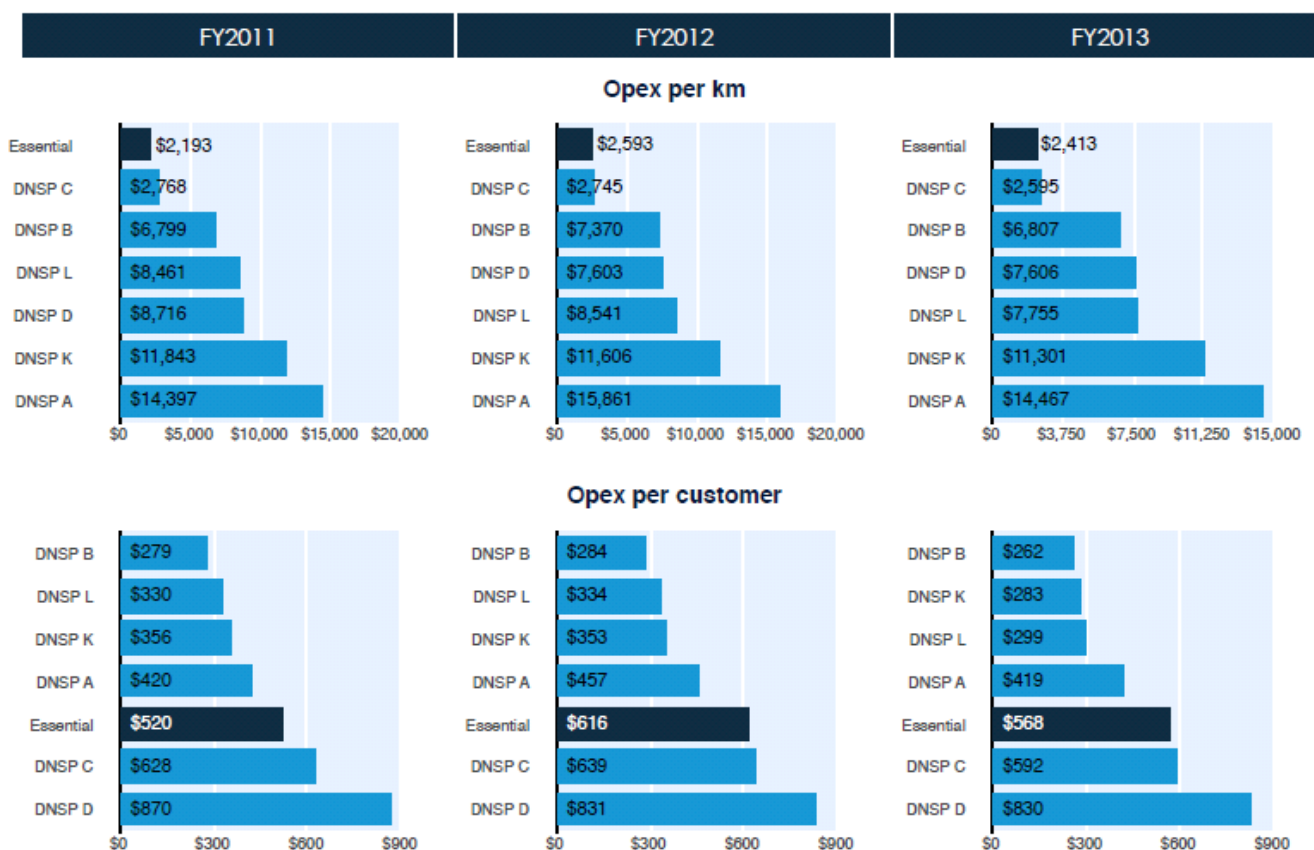 FY2011 FY2012 FY2013
Opex per km
Essential $2,193
DNSP C $2,768
DNSP B $6,799
DNSP L $8,461
DNSP D $8,716
DNSP K $11,843
DNSP A $14,397
$0 $5,000 $10,000 $15,000 $20,000
Essential $2,593
DNSP C $2,745
DNSP B $7,370
DNSP D $7,603
DNSP L $8,541
DNSP K $11,606
DNSP A $15,861
$0 $5,000 $10,000 $15,000 $20,000
Essential $2,413
DNSP C $2,595
DNSP B $6,807
DNSP D $7,606
DNSP L $7,755
DNSP K $11,301
DNSP A $14,467
$0 $3,750 $7,500 $11,250 $15,000
Opex per customer
DNSP B $279
DNSP L $330
DNSP K $356
DNSP A $420
Essential $520
DNSP C $628
DNSP D $870
$0 $300 $600 $900
DNSP B $284
DNSP L $334
DNSP K $353
DNSP A $457
Essential $616
DNSP C $639
DNSP D $831
$0 $300 $600 $900
DNSP B $262
DNSP K $283
DNSP L $299
DNSP A $419
Essential $568
DNSP C $592
DNSP D $830
$0 $300 $600 $900